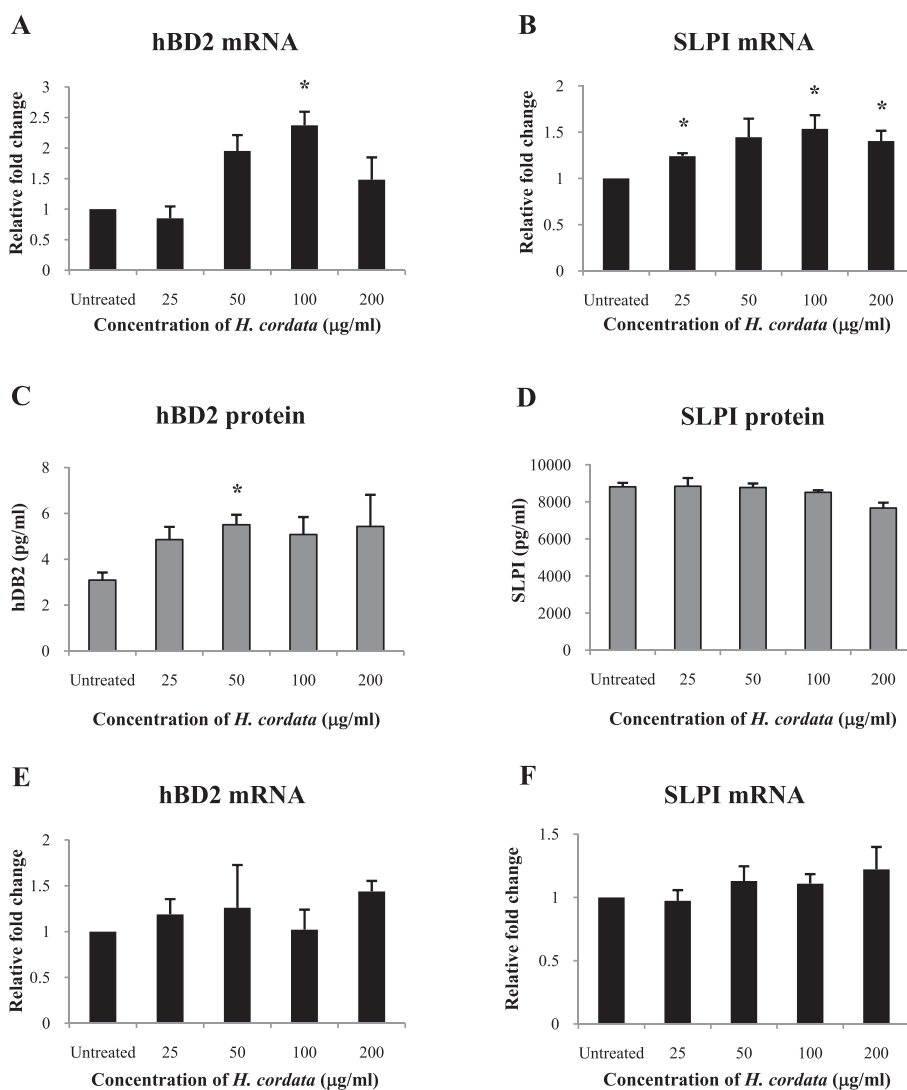 A
hBD2 mRNA
Relative fold change
3
2.5
2
1.5
1
0.5
0
*
Untreated 25 50 100 200
Concentration of H. cordata (μg/ml)
B
SLPI mRNA
Relative fold change
2
1.5
1
0.5
0
* * *
Untreated 25 50 100 200
Concentration of H. cordata (μg/ml)
C
hBD2 protein
hDB2 (pg/ml)
8
6
4
2
0
*
Untreated 25 50 100 200
Concentration of H. cordata (μg/ml)
D
SLPI protein
SLPI (pg/ml)
10000
8000
6000
4000
2000
0
Untreated 25 50 100 200
Concentration of H. cordata (μg/ml)
E
hBD2 mRNA
Relative fold change
2
1.5
1
0.5
0
Untreated 25 50 100 200
Concentration of H. cordata (μg/ml)
F
SLPI mRNA
Relative fold change
1.5
1
0.5
0
Untreated 25 50 100 200
Concentration of H. cordata (μg/ml)